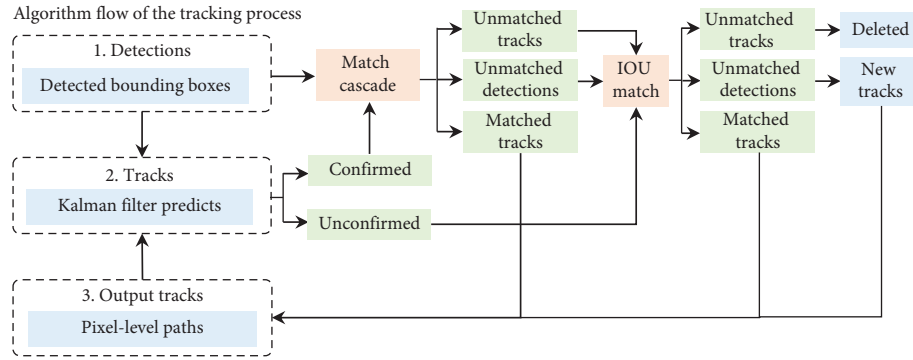 Algorithm flow of the tracking process
1. Detections
Detected bounding boxes
2. Tracks
Kalman filter predicts
3. Output tracks
Pixel-level paths
Match
cascade
Confirmed
Unconfirmed
Unmatched
tracks
Unmatched
detections
Matched
tracks
IOU
match
Unmatched
tracks
Unmatched
detections
Matched
tracks
Deleted
New
tracks